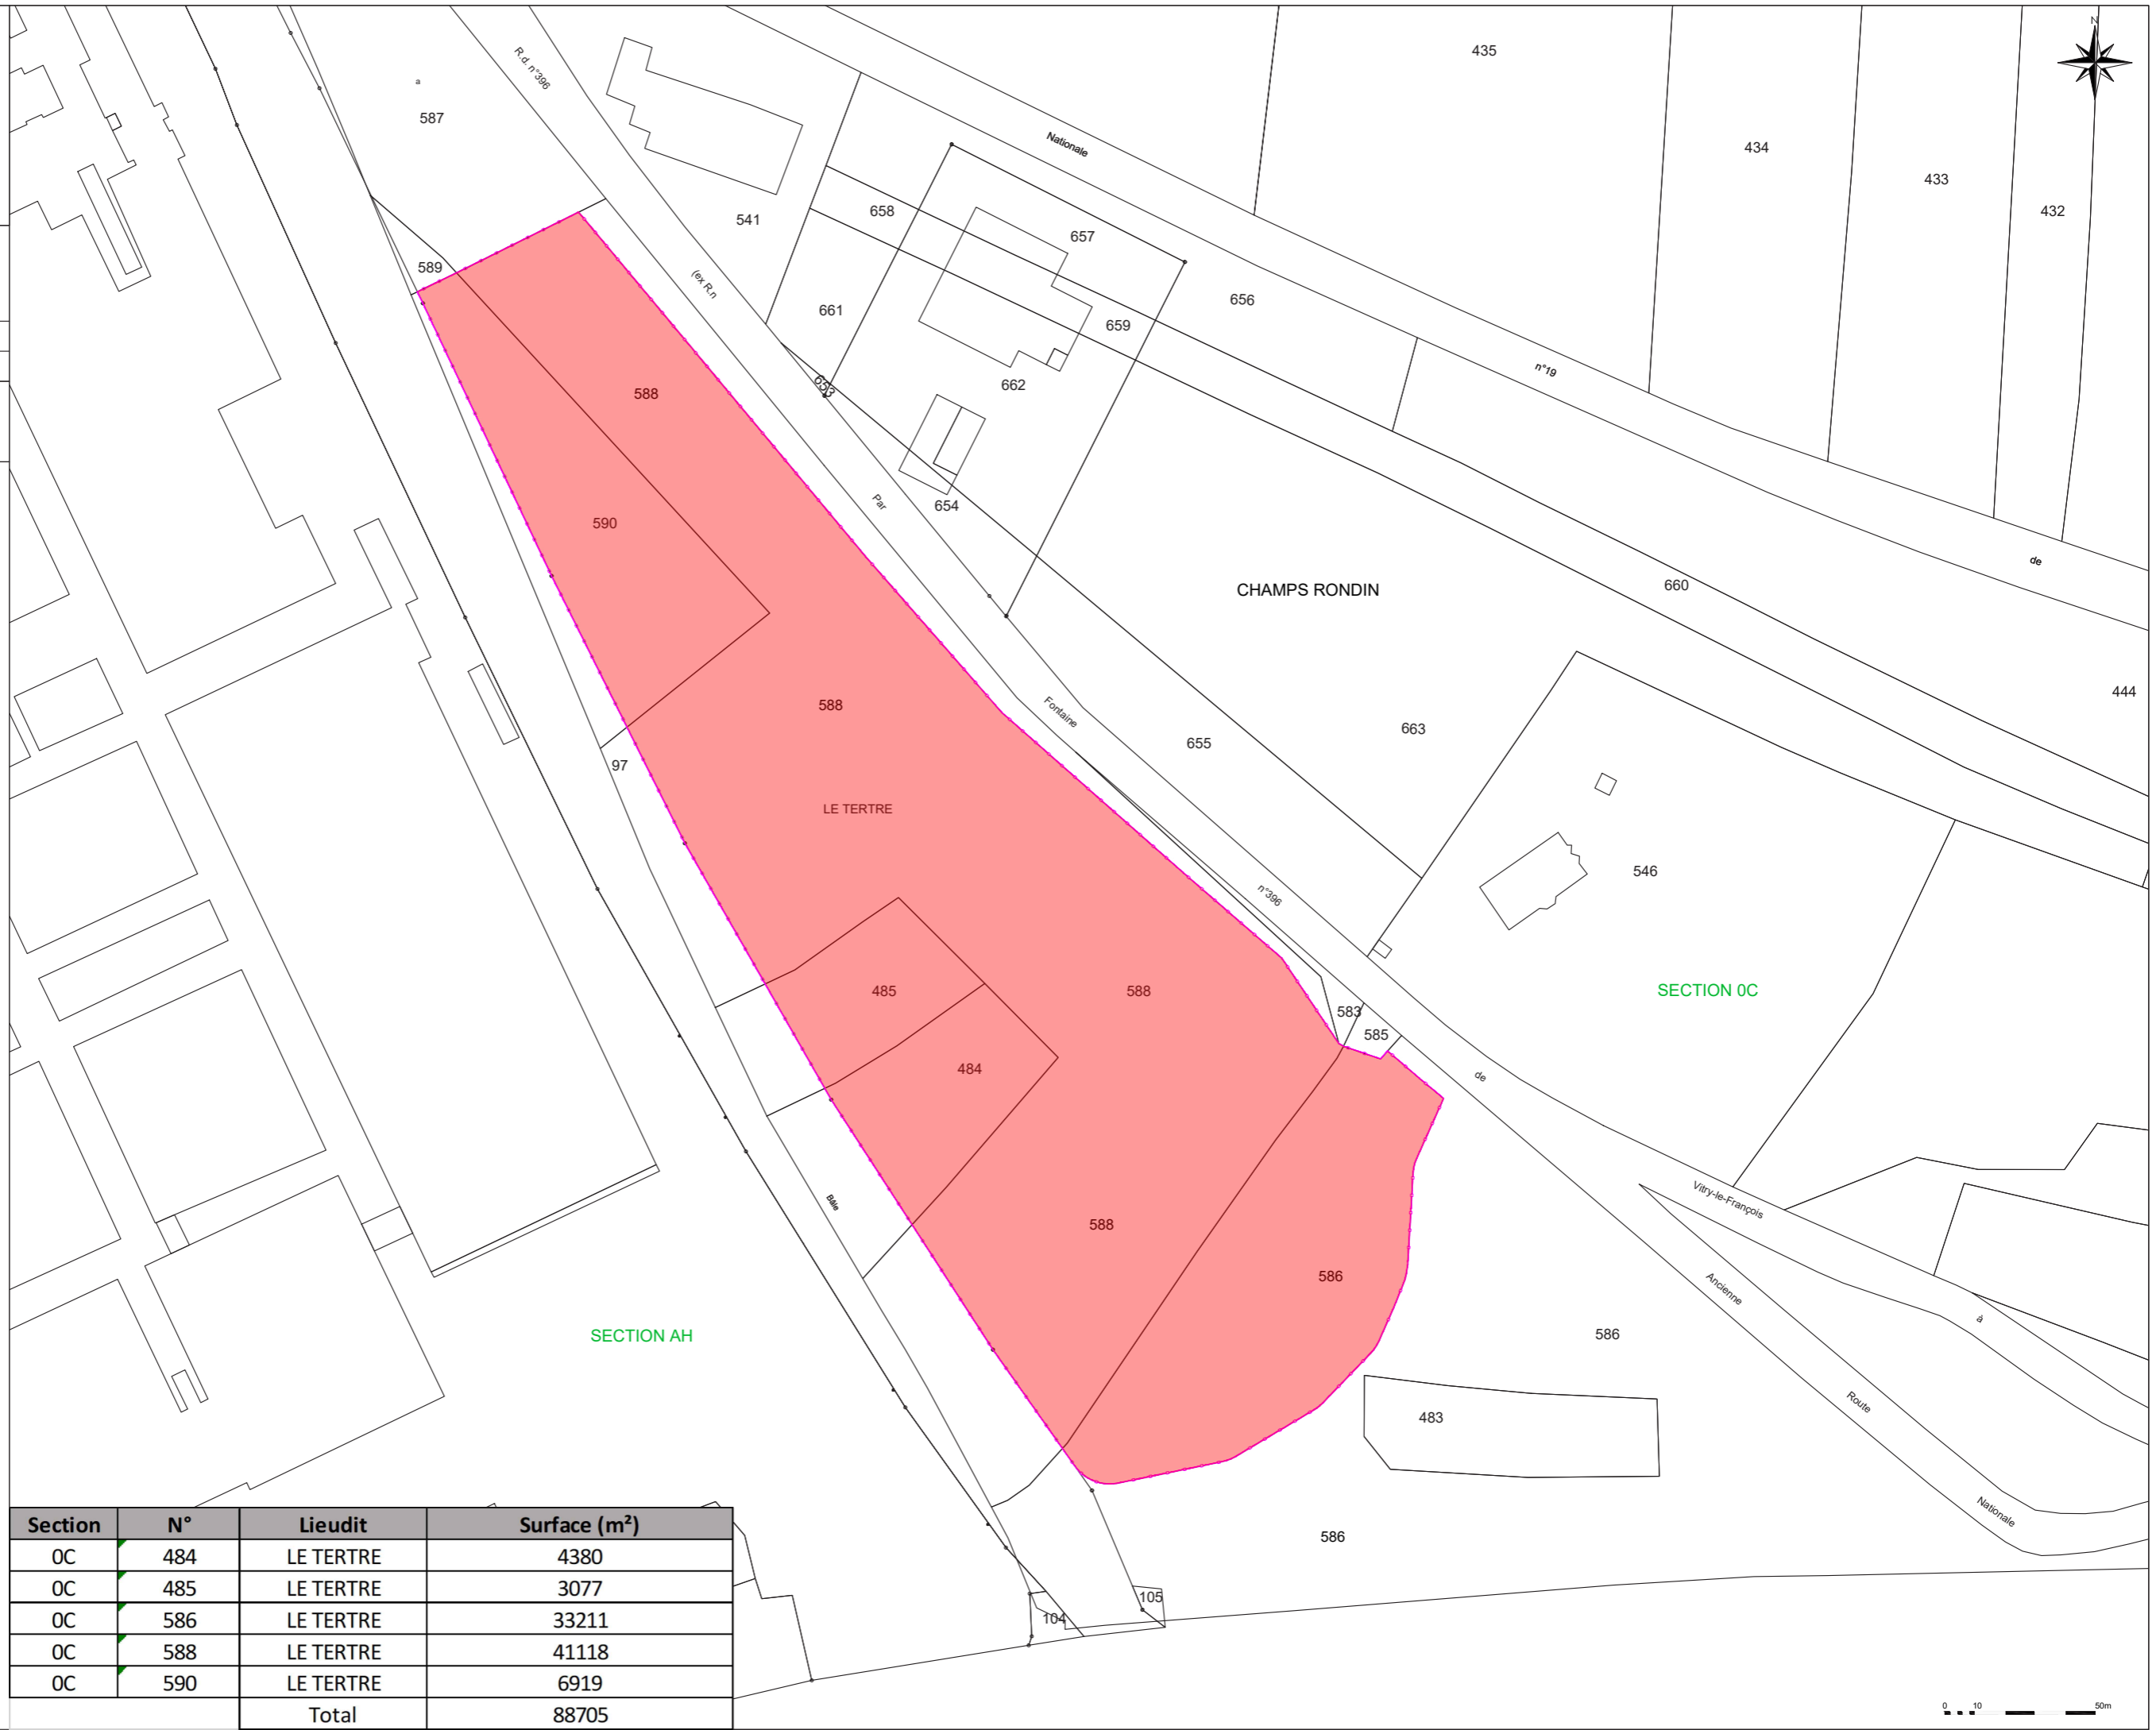 N
435
R.d. n°396
a
587
Nationale
434
433
432
658
541
657
589
(ex R.n
656
661
659
n°19
653
662
588
Par
654
590
de
CHAMPS RONDIN
660
444
Fontaine
588
663
655
97
LE TERTRE
546
n°396
485
588
SECTION 0C
583
585
484
de
Bâle
Vitry-le-François
588
586
Ancienne
à
SECTION AH
586
Route
483
Nationale
586
105
104
Section N° Lieudit Surface (m²)
0C 484 LE TERTRE 4380
0C 485 LE TERTRE 3077
0C 586 LE TERTRE 33211
0C 588 LE TERTRE 41118
0C 590 LE TERTRE 6919
Total 88705
0 10 50m